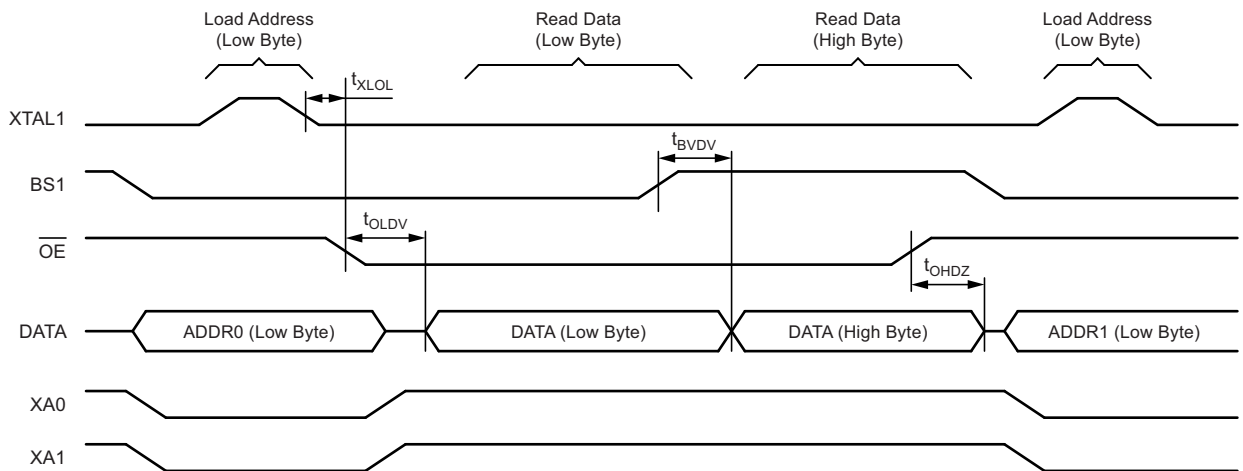 Load Address
(Low Byte)
Read Data
(Low Byte)
Read Data
(High Byte)
Load Address
(Low Byte)
tXLOL
XTAL1
tBVDV
BS1
tOLDV
OE
tOHDZ
DATA
ADDR0 (Low Byte)
DATA (Low Byte)
DATA (High Byte)
ADDR1 (Low Byte)
XA0
XA1